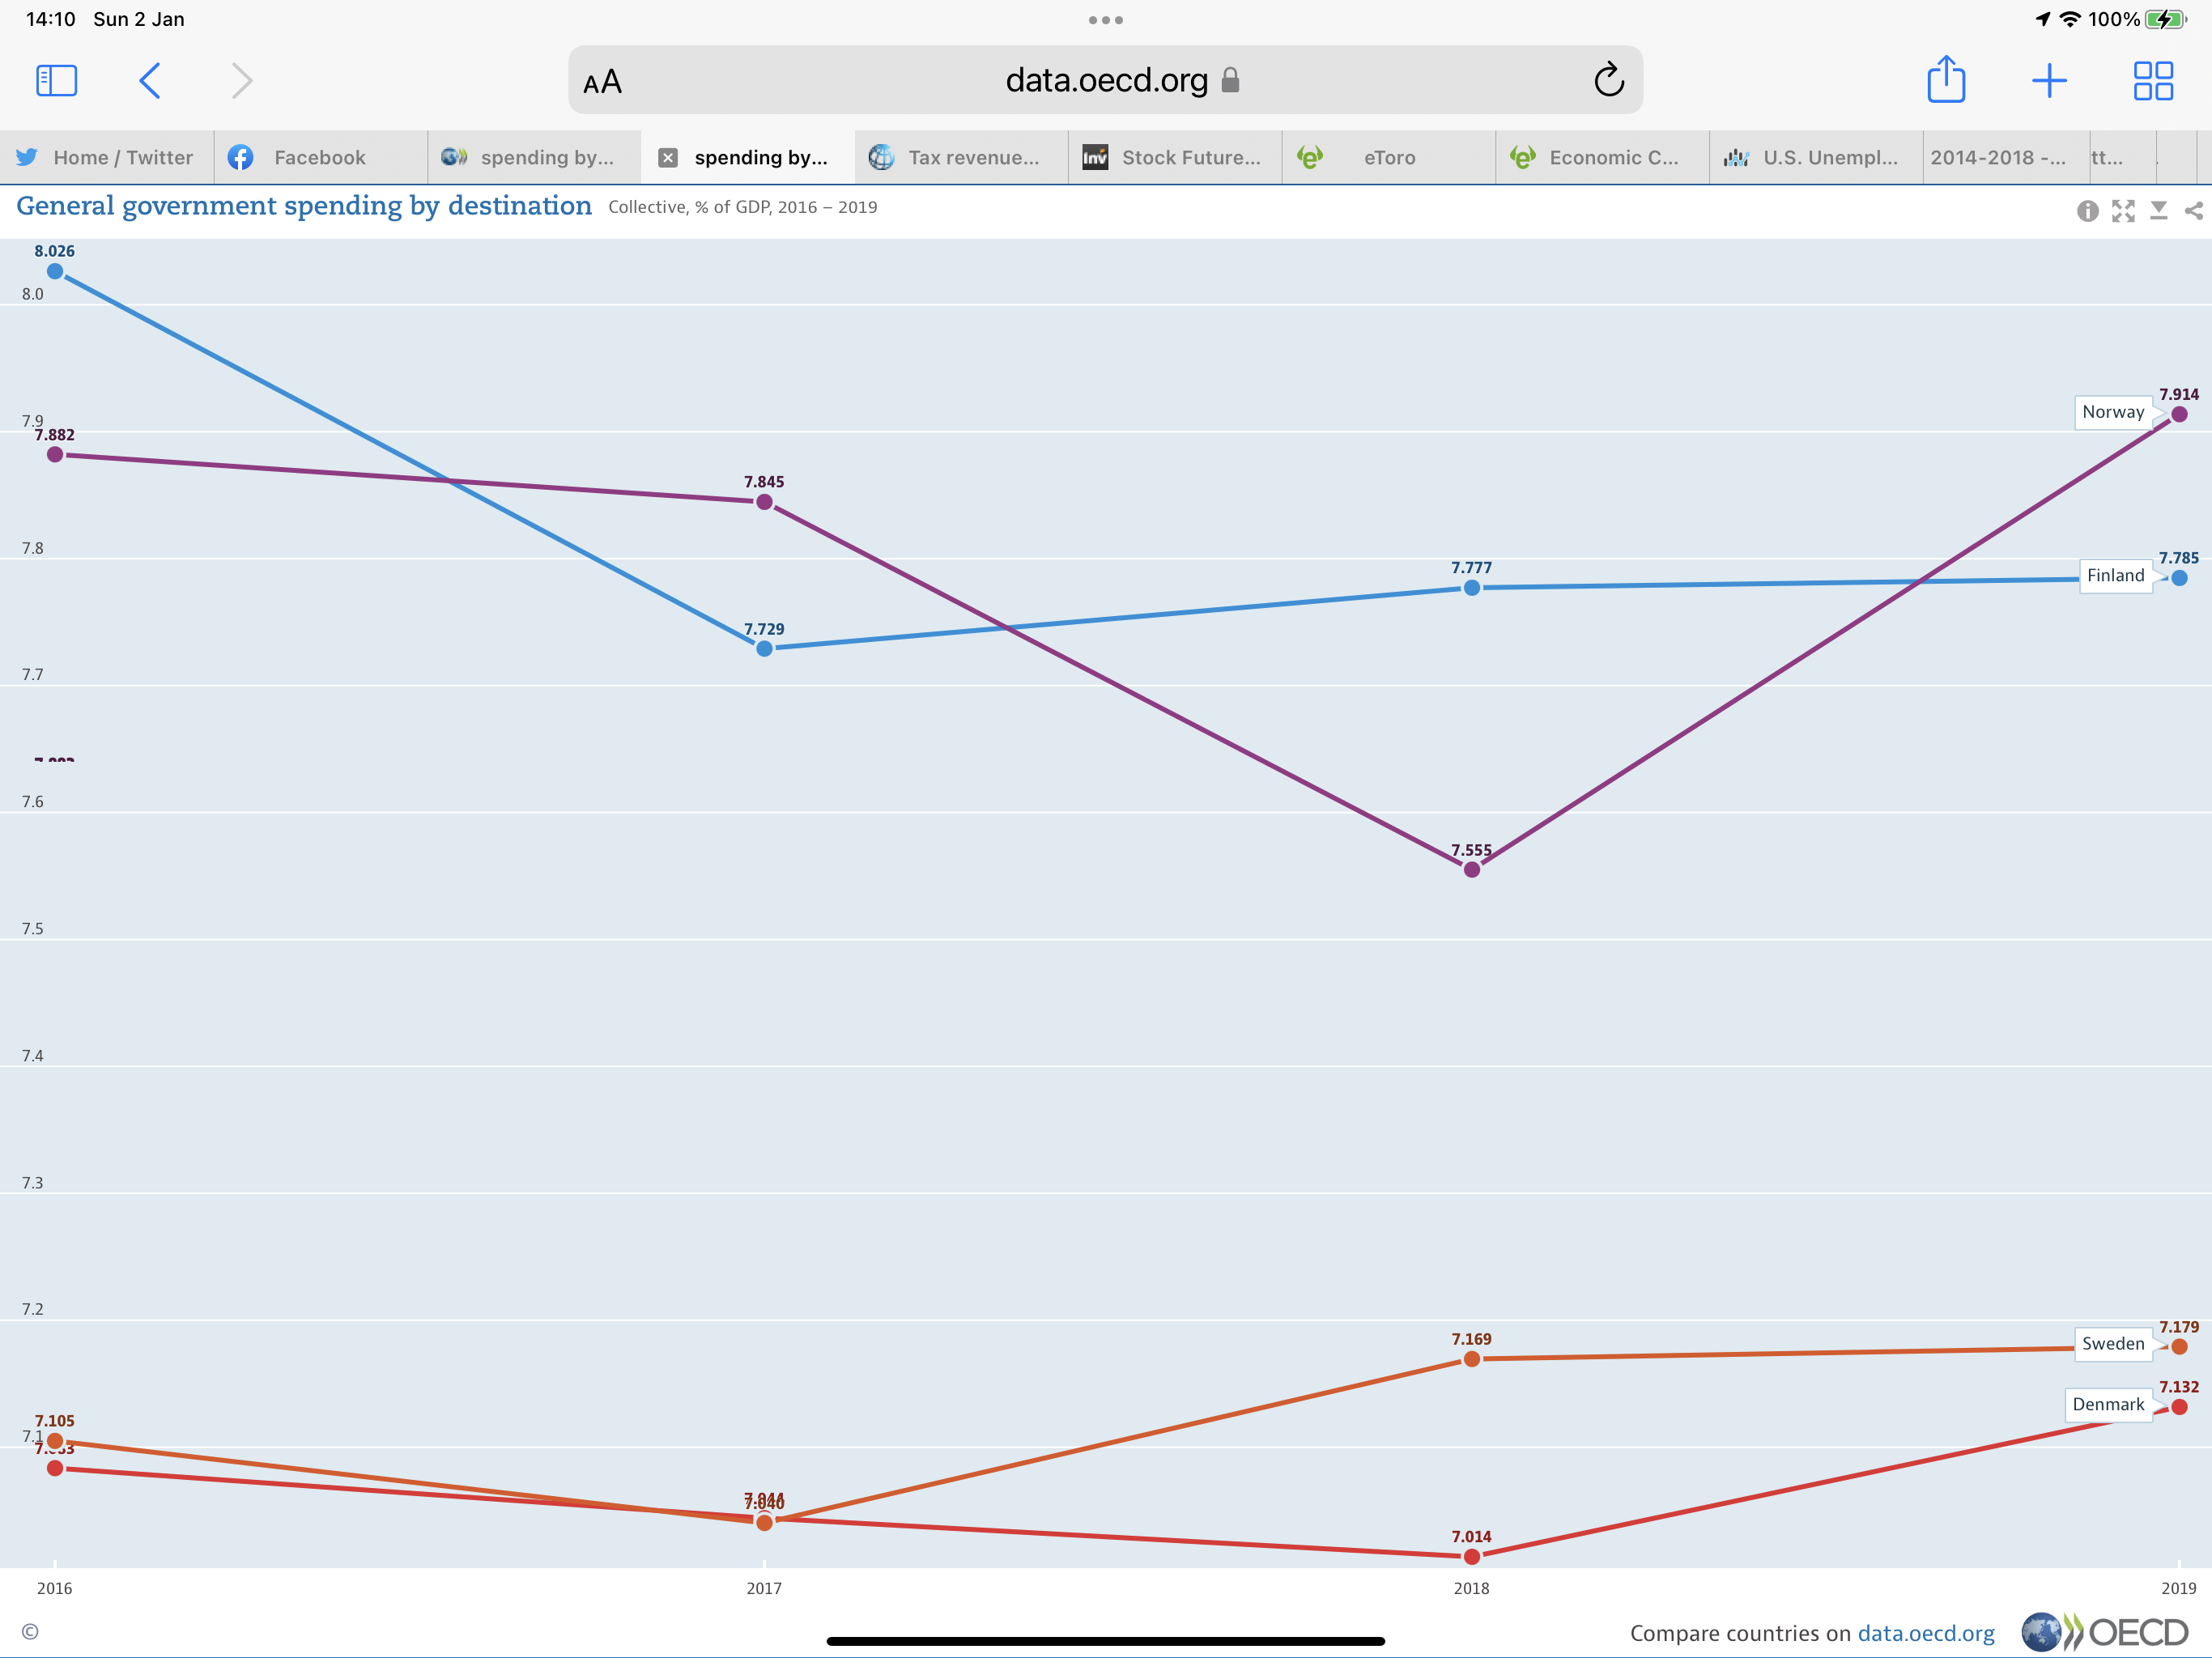 14:10 Sun 2 Jan
100%
AA data.oecd.org
Home / Twitter Facebook spending by... spending by... Tax revenue... Inv Stock Future... eToro Economic C... U.S. Unempl... 2014-2018 -... tt...
General government spending by destination Collective, % of GDP, 2016 – 2019
8.026
8.0
7.914
Norway
7.9
7.882
7.845
7.8
7.777
7.785
Finland
7.729
7.7
7.6
7.555
7.5
7.4
7.3
7.2
7.179
7.169
Sweden
7.132
Denmark
7.105
7.1
7.040
7.014
2016 2017 2018 2019
©
Compare countries on data.oecd.org OECD